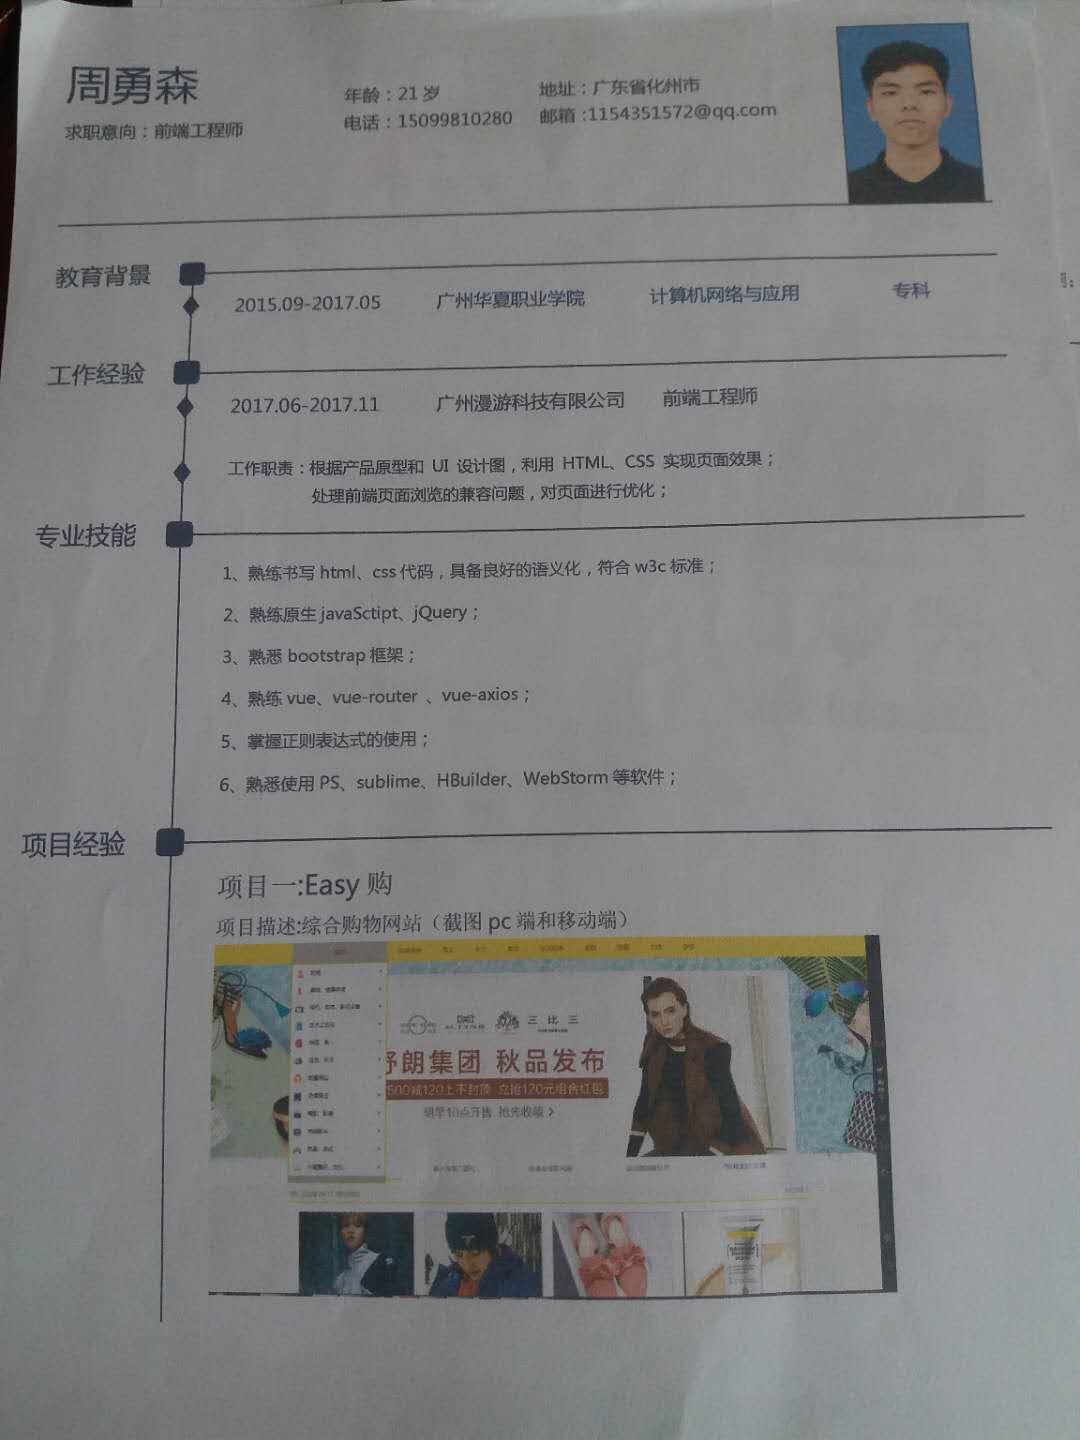 周勇森
求职意向：前端工程师
年龄：21 岁
电话：15099810280
地址：广东省化州市
邮箱：1154351572@qq.com
教育背景
2015.09-2017.05 广州华夏职业学院 计算机网络与应用 专科
工作经验
2017.06-2017.11 广州漫游科技有限公司 前端工程师
工作职责：根据产品原型和 UI 设计图，利用 HTML、CSS 实现页面效果；
处理前端页面浏览的兼容问题，对页面进行优化；
专业技能
1、熟练书写 html、css 代码，具备良好的语义化，符合 w3c 标准；
2、熟练原生 javaSctipt、jQuery；
3、熟悉 bootstrap 框架；
4、熟练 vue、vue-router 、vue-axios；
5、掌握正则表达式的使用；
6、熟悉使用 PS、sublime、HBuilder、WebStorm 等软件；
项目经验
项目一:Easy 购
项目描述:综合购物网站（截图 pc 端和移动端）
三比三
舒朗集团 秋品发布
500减120上不封顶 立抢120元组合红包
明早10点开售 抢先收藏 >